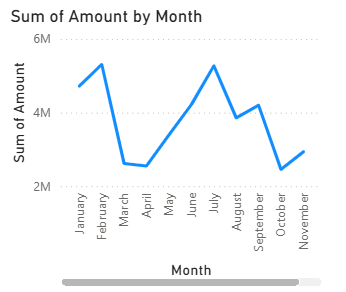 Sum of Amount by Month
6M
4M
2M
Sum of Amount
January
February
March
April
May
June
July
August
September
October
November
Month